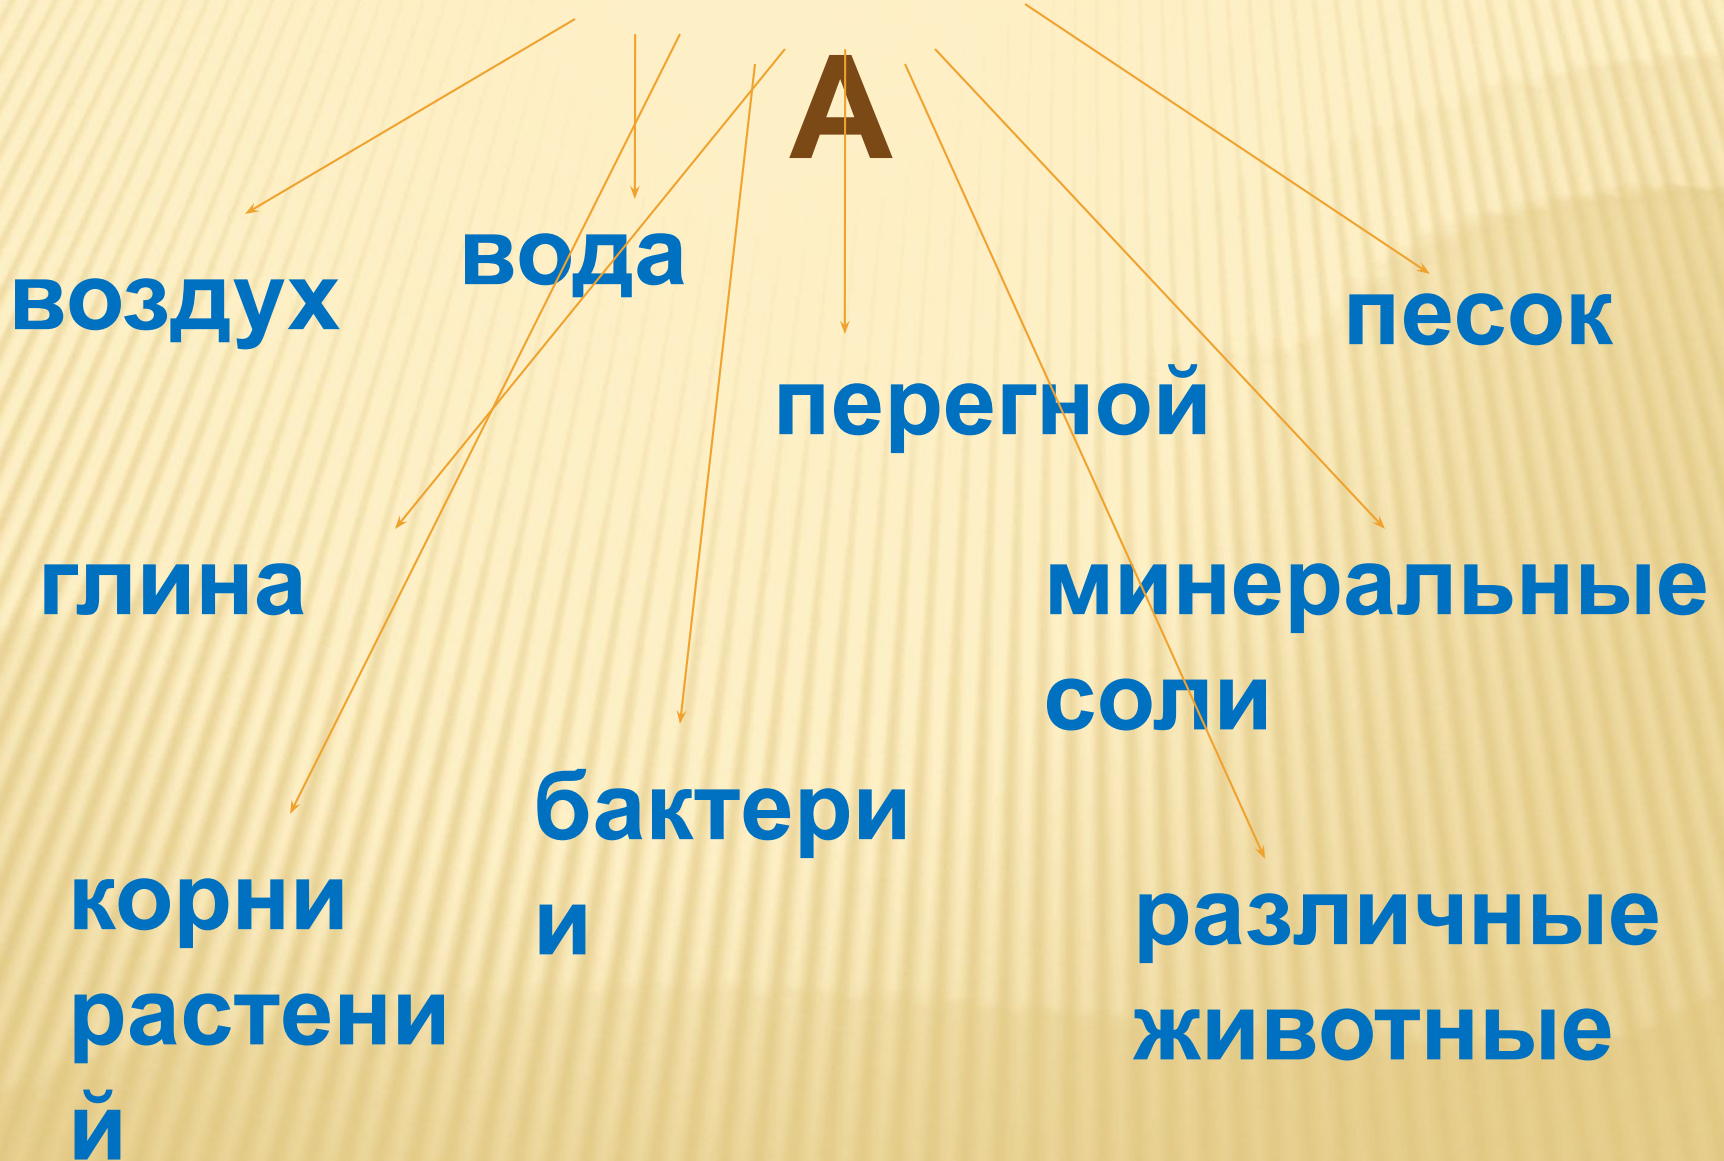 А
вода
воздух
песок
перегной
глина
минеральные
соли
бактери
и
корни
растени
й
различные
животные